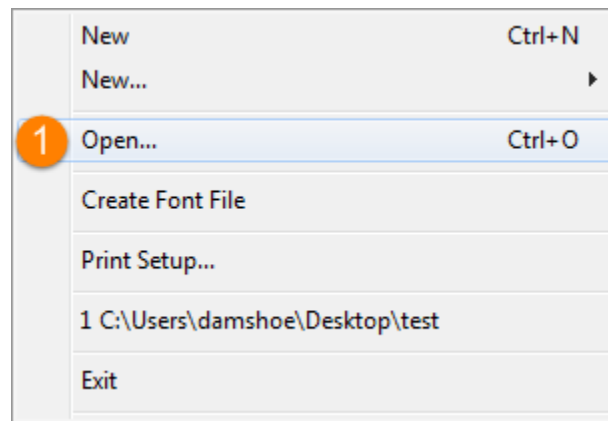 New Ctrl+N
New...
1 Open... Ctrl+O
Create Font File
Print Setup...
1 C:\Users\damshoe\Desktop\test
Exit